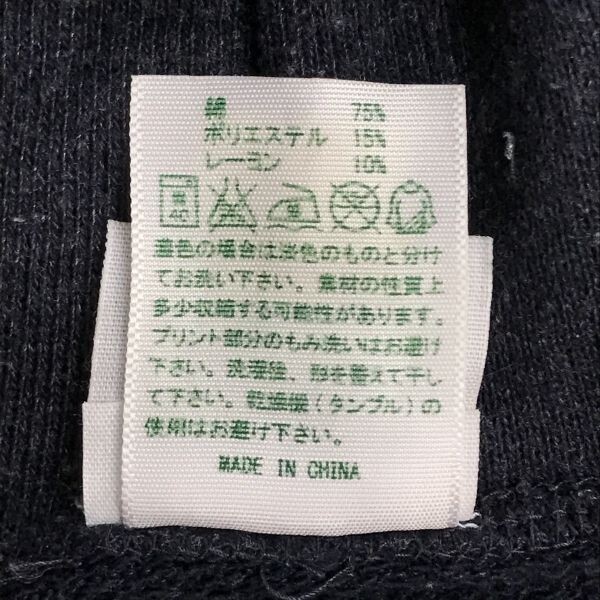 綿 75%
ポリエステル 15%
レーヨン 10%
弱 40
濃色の場合は淡色のものと分け
てお洗い下さい。素材の性質上
多少収縮する可能性があります。
プリント部分のもみ洗いはお避け
下さい。洗濯後、形を整えて干し
て下さい。乾燥機(タンブル)の
使用はお避け下さい。
MADE IN CHINA